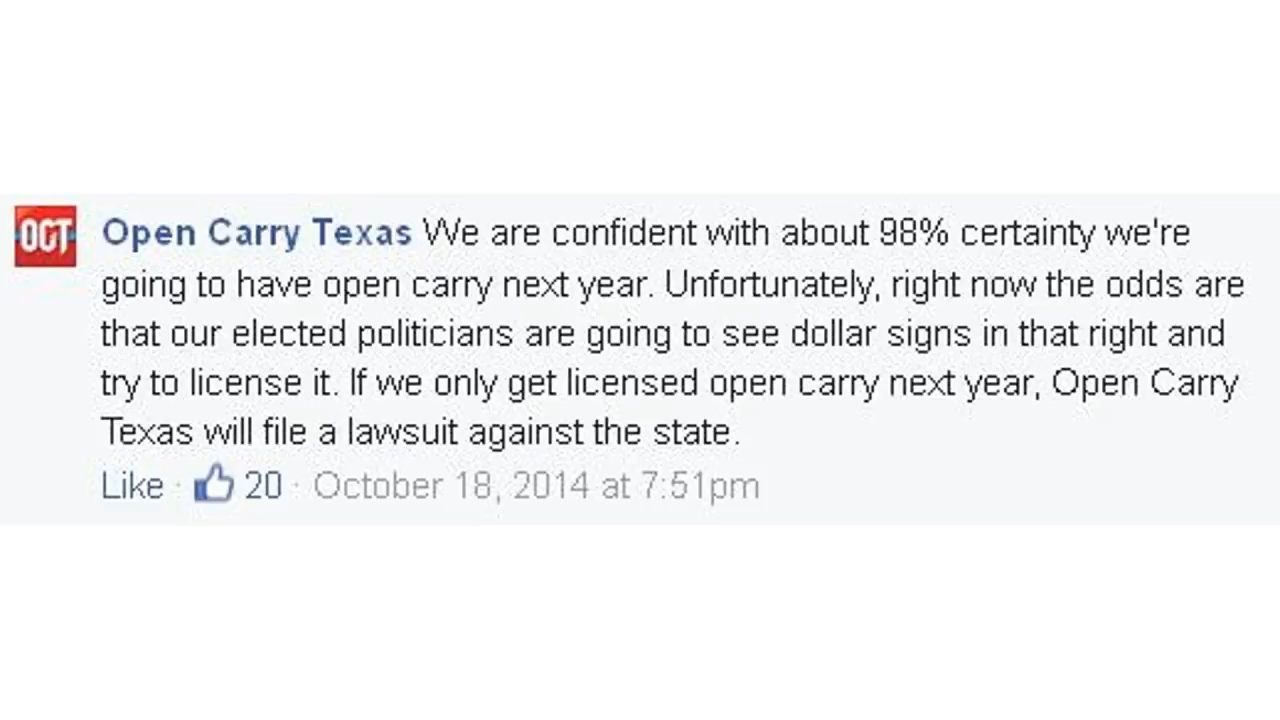 OCT Open Carry Texas We are confident with about 98% certainty we're
going to have open carry next year. Unfortunately, right now the odds are
that our elected politicians are going to see dollar signs in that right and
try to license it. If we only get licensed open carry next year, Open Carry
Texas will file a lawsuit against the state.
Like · 20 · October 18, 2014 at 7:51pm